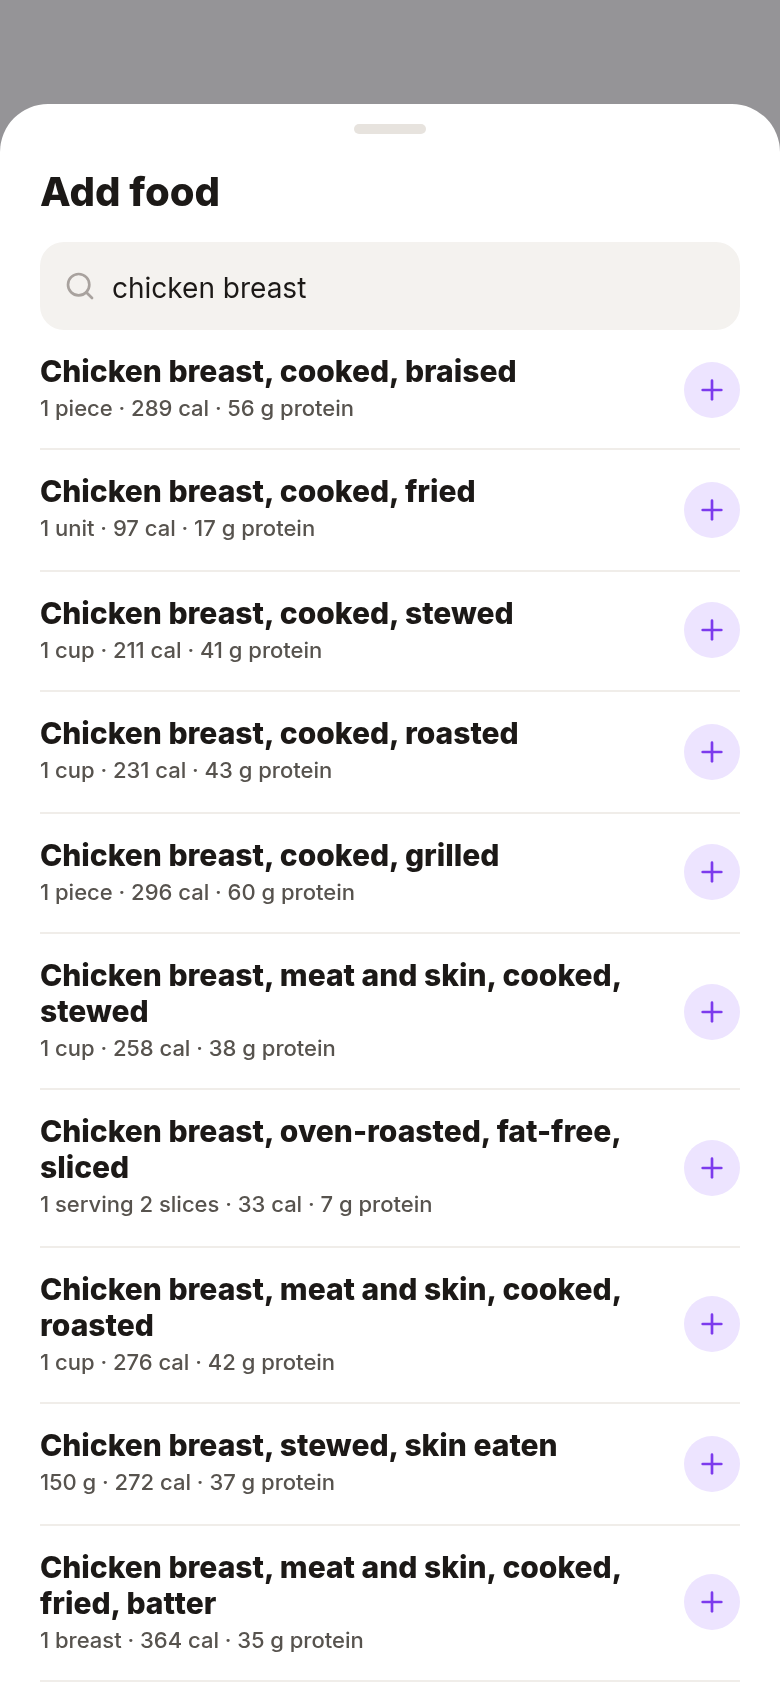 Add food
chicken breast
Chicken breast, cooked, braised
1 piece · 289 cal · 56 g protein
Chicken breast, cooked, fried
1 unit · 97 cal · 17 g protein
Chicken breast, cooked, stewed
1 cup · 211 cal · 41 g protein
Chicken breast, cooked, roasted
1 cup · 231 cal · 43 g protein
Chicken breast, cooked, grilled
1 piece · 296 cal · 60 g protein
Chicken breast, meat and skin, cooked,
stewed
1 cup · 258 cal · 38 g protein
Chicken breast, oven-roasted, fat-free,
sliced
1 serving 2 slices · 33 cal · 7 g protein
Chicken breast, meat and skin, cooked,
roasted
1 cup · 276 cal · 42 g protein
Chicken breast, stewed, skin eaten
150 g · 272 cal · 37 g protein
Chicken breast, meat and skin, cooked,
fried, batter
1 breast · 364 cal · 35 g protein